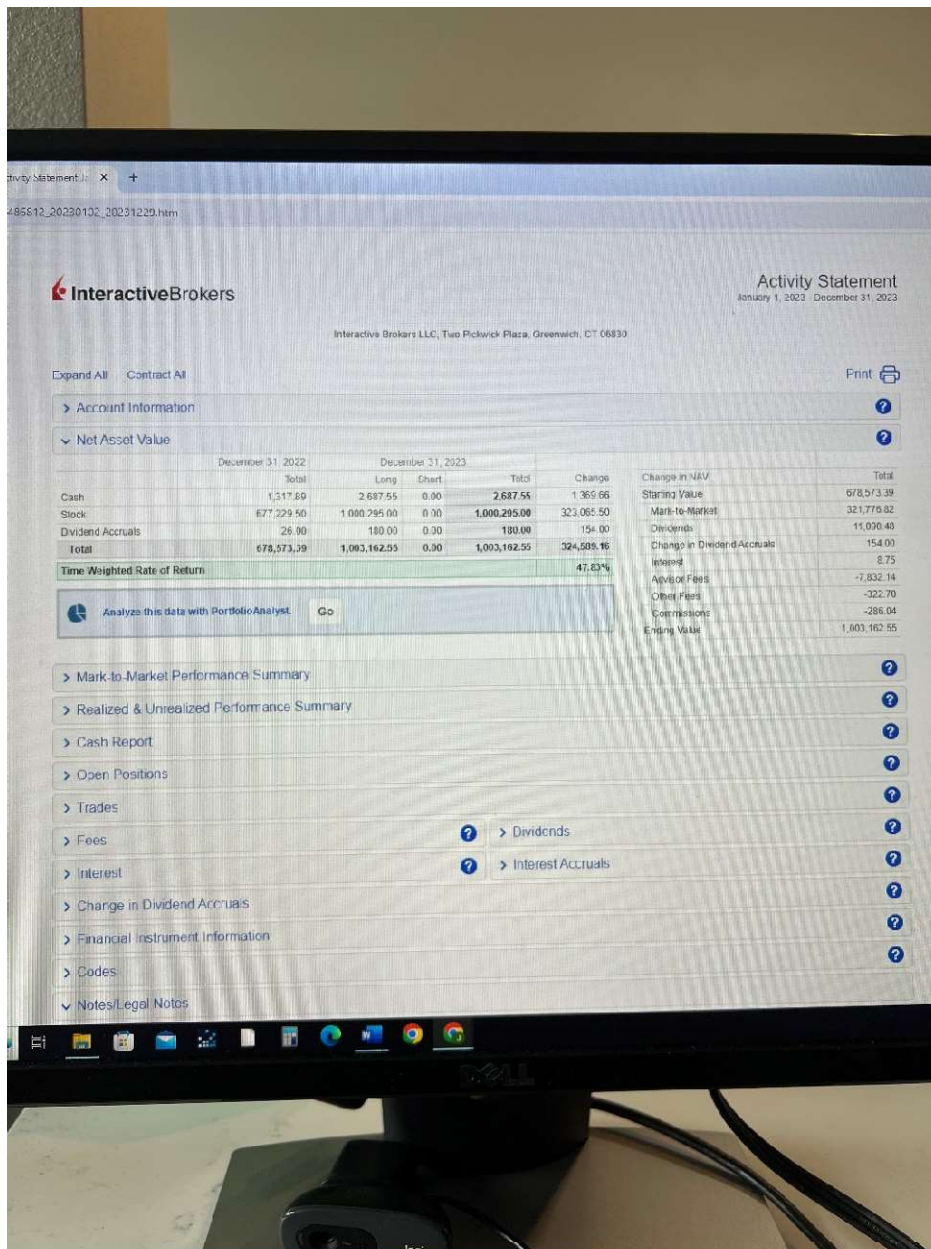 Activity Statement
486812_20230102_20231229.htm
InteractiveBrokers
Activity Statement
January 1, 2023 December 31, 2023
Interactive Brokers LLC, Two Pickwick Plaza, Greenwich, CT 06830
Expand All Contract All
Print
Account Information
Net Asset Value
December 31, 2022 December 31, 2023
Total Long Short Total Change
Cash 1,317.89 2,687.55 0.00 2,687.55 1,369.66
Stock 677,229.50 1,000,295.00 0.00 1,000,295.00 323,065.50
Dividend Accruals 26.00 180.00 0.00 180.00 154.00
Total 678,573.39 1,003,162.55 0.00 1,003,162.55 324,589.16
Time Weighted Rate of Return 47.83%
Analyze this data with PortfolioAnalyst Go
Change in NAV Total
Starting Value 678,573.39
Mark-to-Market 321,776.82
Dividends 11,090.48
Change in Dividend Accruals 154.00
Interest 8.75
Advisor Fees -7,832.14
Other Fees -322.70
Commissions -286.04
Ending Value 1,003,162.55
Mark-to-Market Performance Summary
Realized & Unrealized Performance Summary
Cash Report
Open Positions
Trades
Fees
Dividends
Interest
Interest Accruals
Change in Dividend Accruals
Financial Instrument Information
Codes
Notes/Legal Notes
DELL